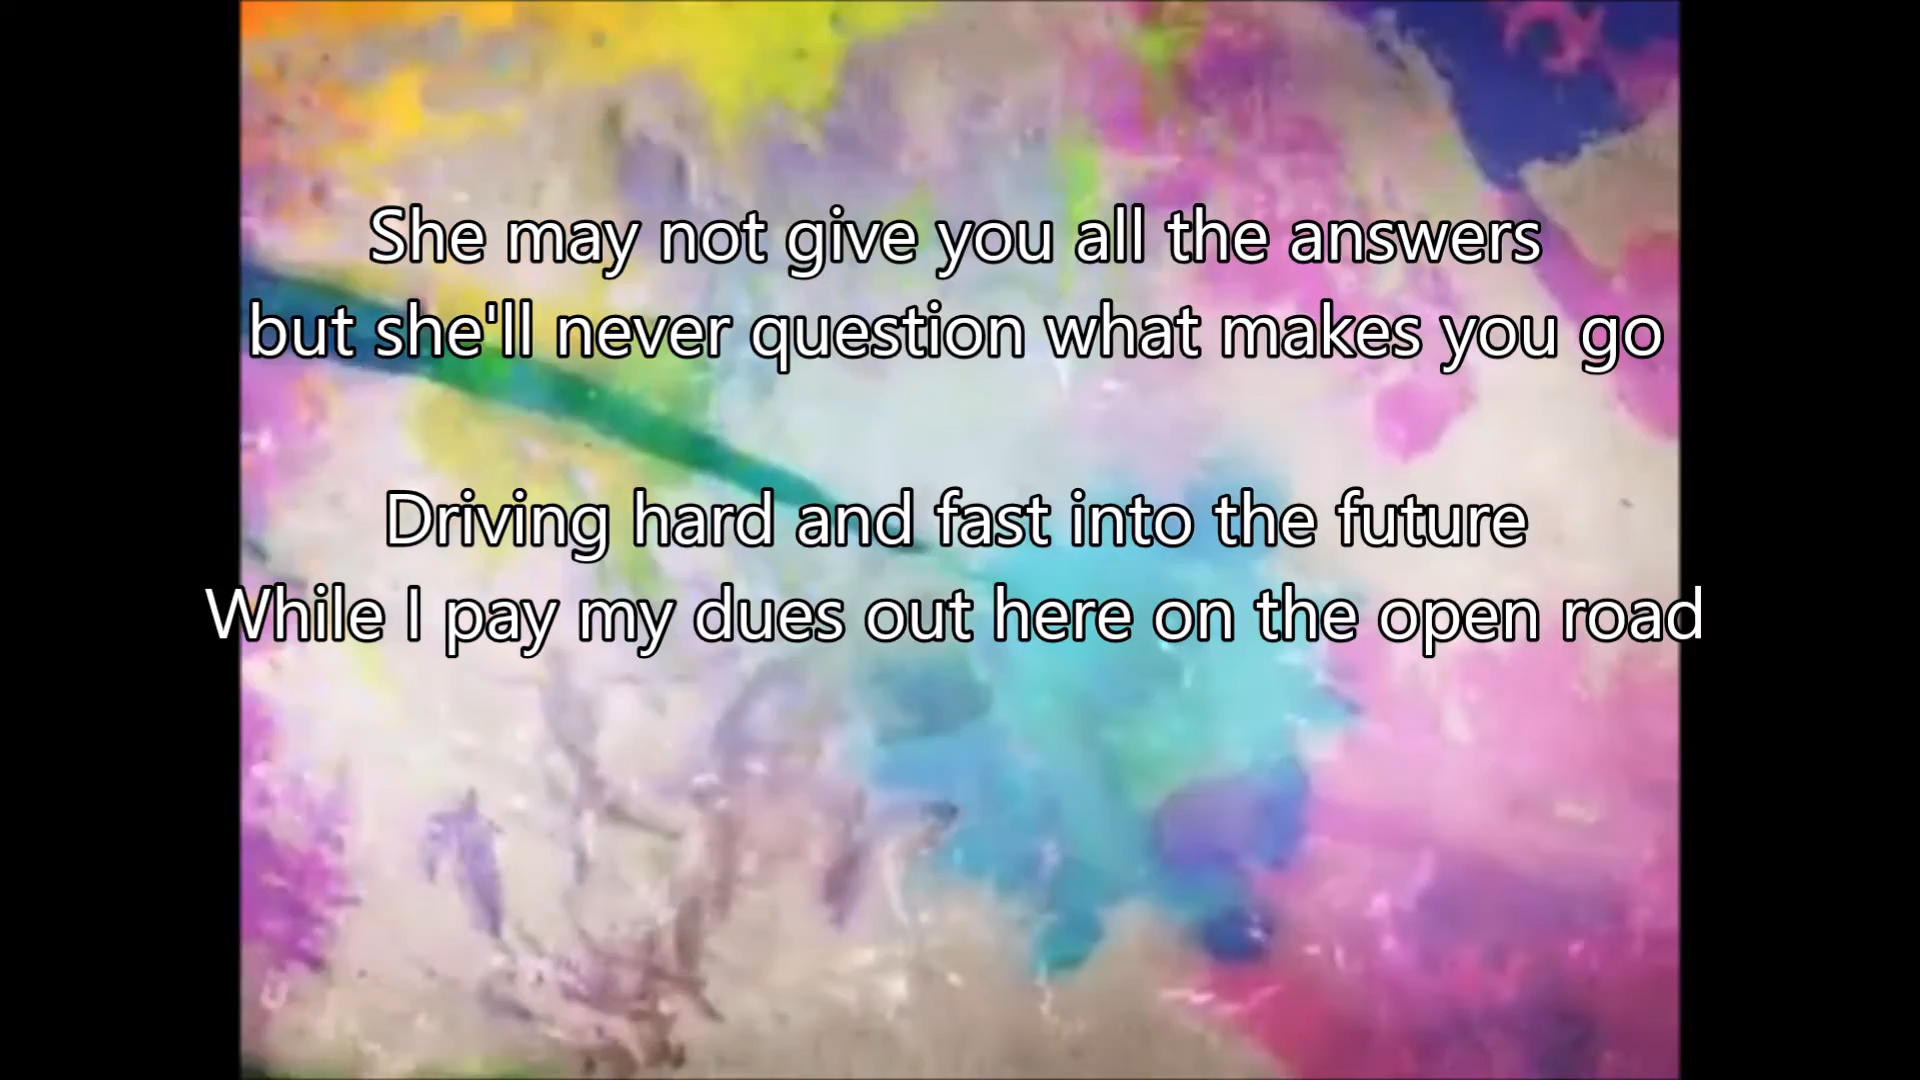 She may not give you all the answers
but she'll never question what makes you go
Driving hard and fast into the future
While I pay my dues out here on the open road